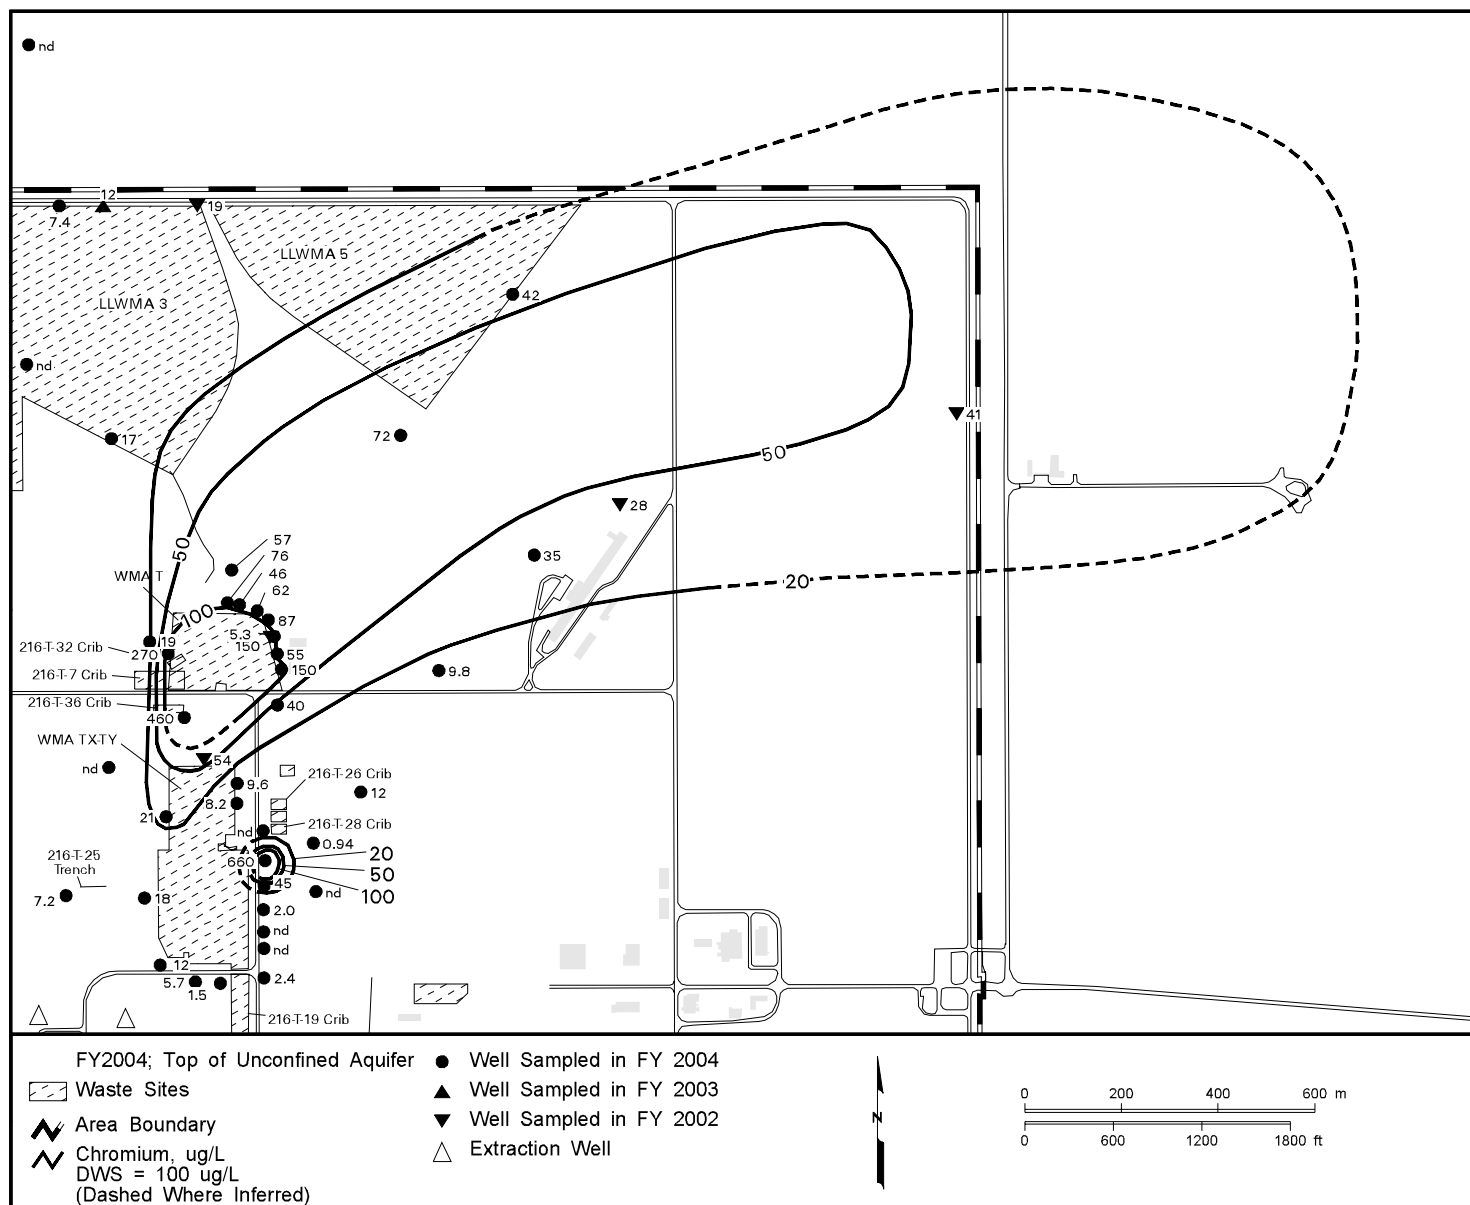 nd
12
19
7.4
LLWMA 5
LLWMA 3
42
nd
41
17
72
50
28
50
57
35
76
46
WMA T
62
100
87
5.3
19
150
216-T-32 Crib
270
55
150
9.8
216-T-7 Crib
20
216-T-36 Crib
40
460
WMA TX-TY
54
nd
216-T-26 Crib
9.6
12
8.2
21
216-T-28 Crib
nd
0.94
20
216-T-25
Trench
660
50
45
nd
100
7.2
18
2.0
nd
nd
12
5.7
2.4
1.5
216-T-19 Crib
FY2004; Top of Unconfined Aquifer
Waste Sites
Area Boundary
Chromium, ug/L
DWS = 100 ug/L
(Dashed Where Inferred)
Well Sampled in FY 2004
Well Sampled in FY 2003
Well Sampled in FY 2002
Extraction Well
N
0 200 400 600 m
0 600 1200 1800 ft